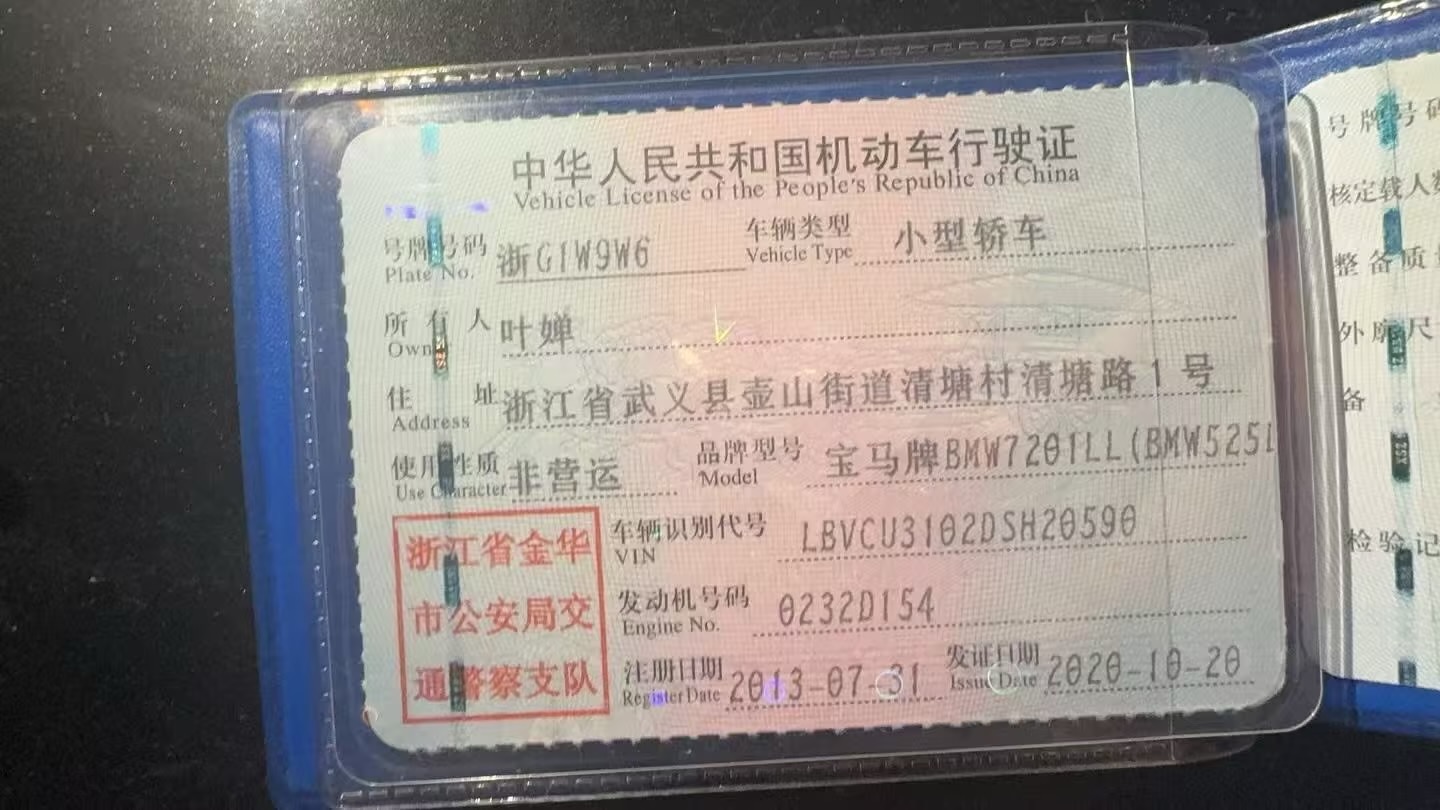 中华人民共和国机动车行驶证
Vehicle License of the People's Republic of China
号牌号码 浙G1W9W6 车辆类型 小型轿车
Plate No. Vehicle Type
所有人 叶婵
Own
住址 浙江省武义县壶山街道清塘村清塘路1号
Address
使用性质 非营运 品牌型号 宝马牌BMW7201LL(BMW525L
Use Character Model
浙江省金华
市公安局交
通警察支队
车辆识别代号 LBVCU3102DSH20590
VIN
发动机号码 0232D154
Engine No.
注册日期 2013-07-31 发证日期 2020-10-20
Register Date Issue Date
号牌号码
核定载人数
整备质量
外廓尺
备
检验记